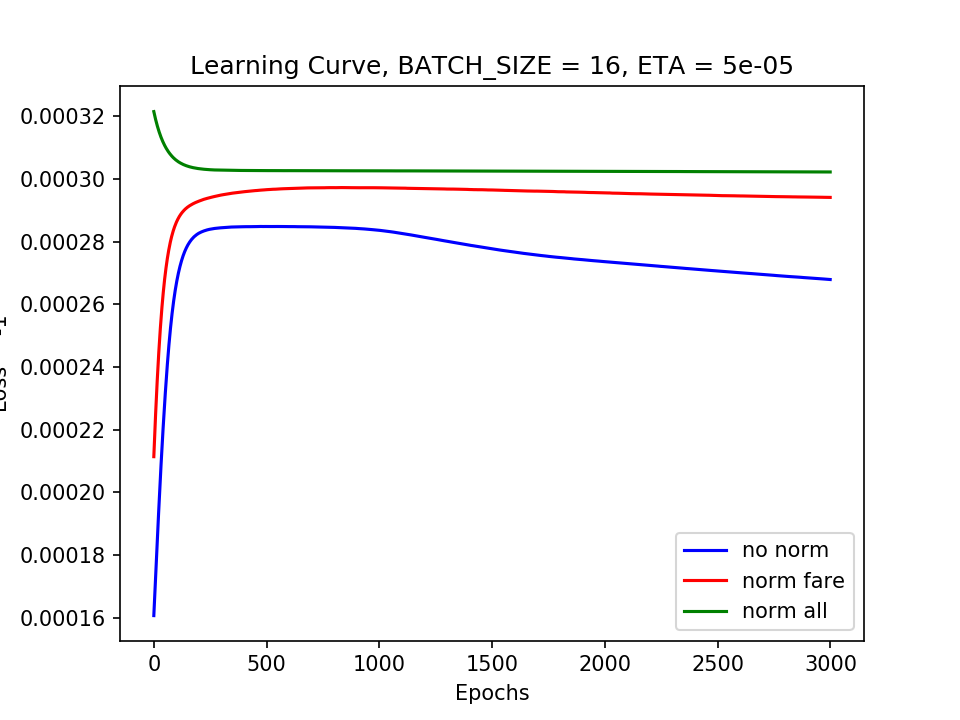 Learning Curve, BATCH_SIZE = 16, ETA = 5e-05
0.00032
0.00030
0.00028
0.00026
0.00024
0.00022
0.00020
0.00018
0.00016
0 500 1000 1500 2000 2500 3000
Epochs
no norm
norm fare
norm all